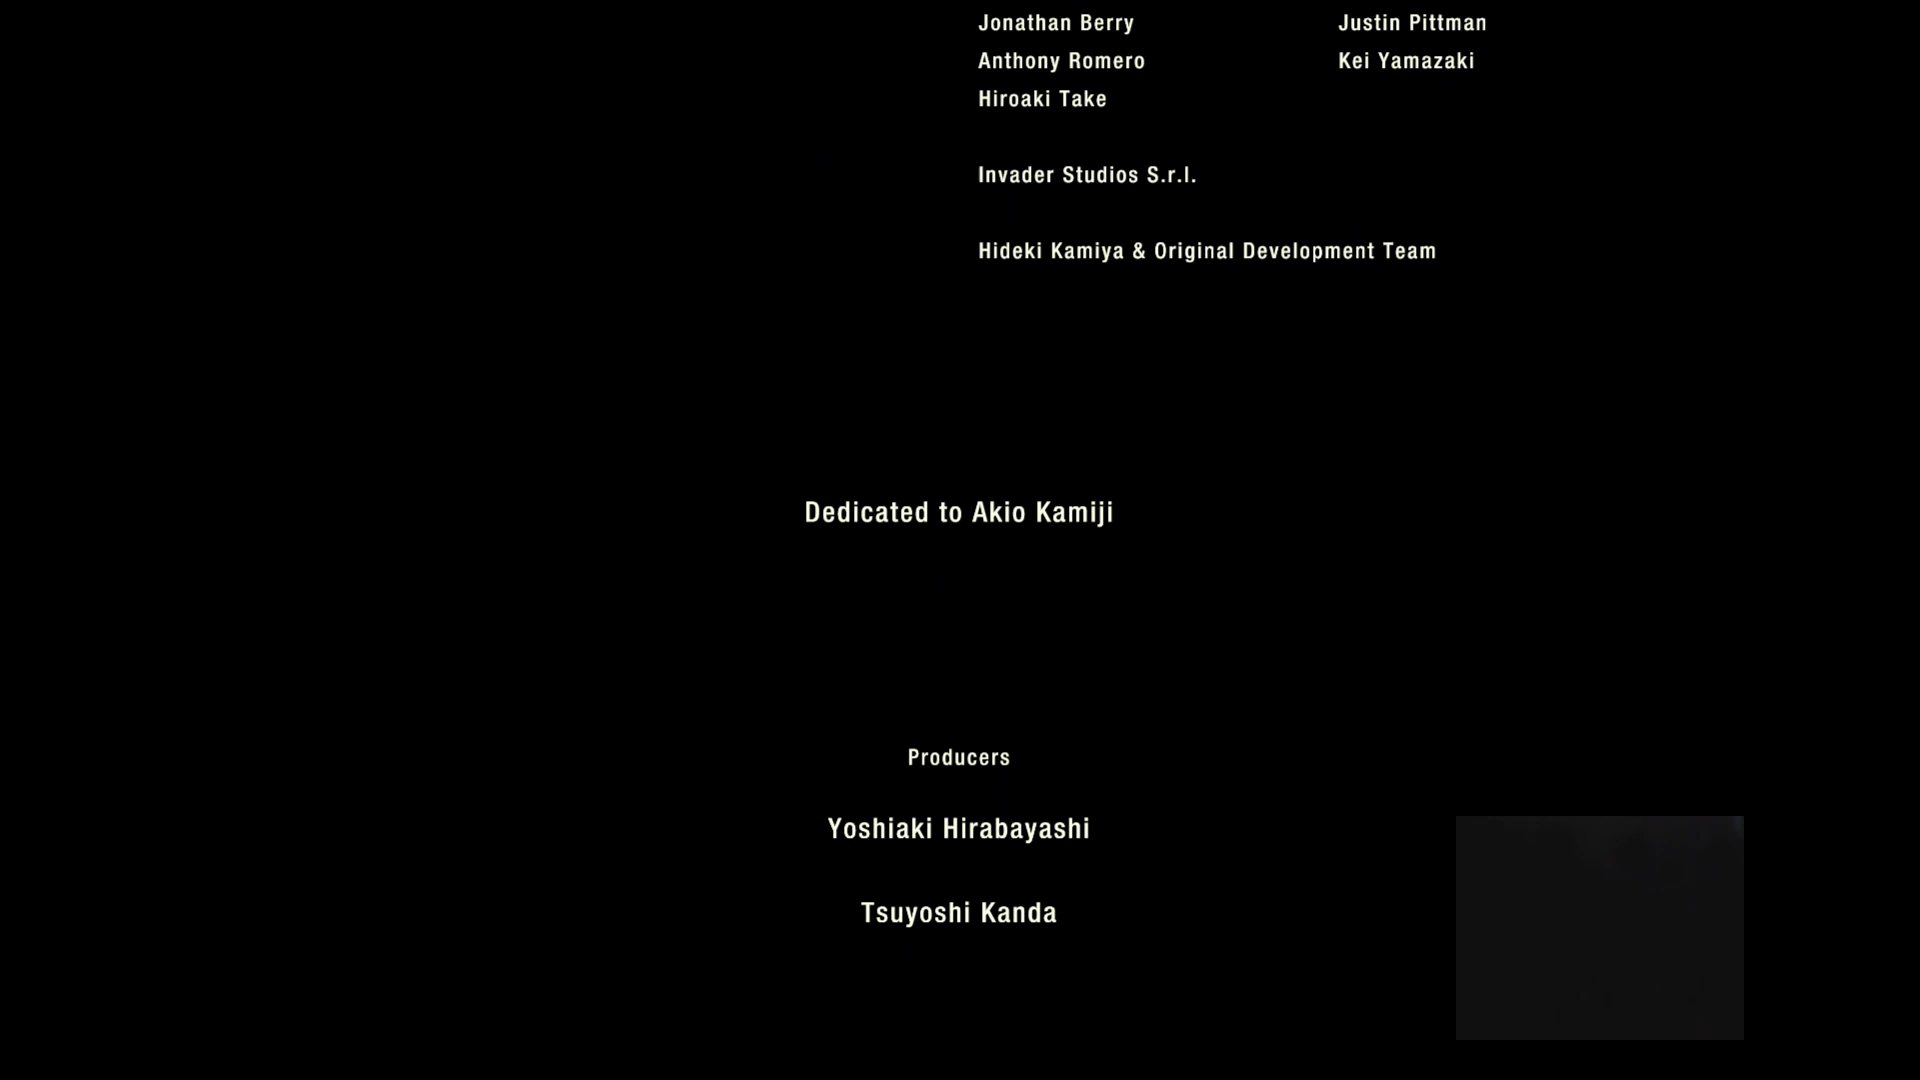 Jonathan Berry Justin Pittman
Anthony Romero Kei Yamazaki
Hiroaki Take
Invader Studios S.r.l.
Hideki Kamiya & Original Development Team
Dedicated to Akio Kamiji
Producers
Yoshiaki Hirabayashi
Tsuyoshi Kanda